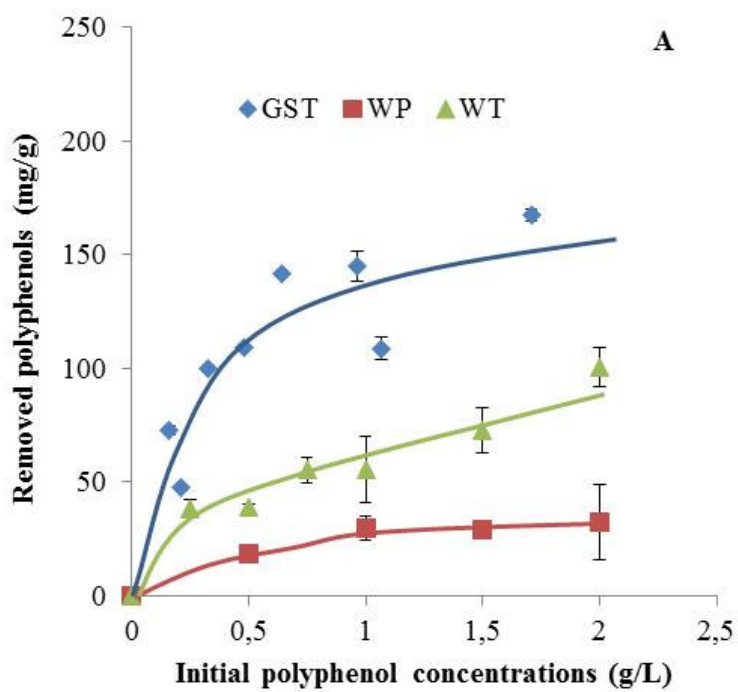 A
GST WP WT
Removed polyphenols (mg/g)
250
200
150
100
50
0
0 0,5 1 1,5 2 2,5
Initial polyphenol concentrations (g/L)